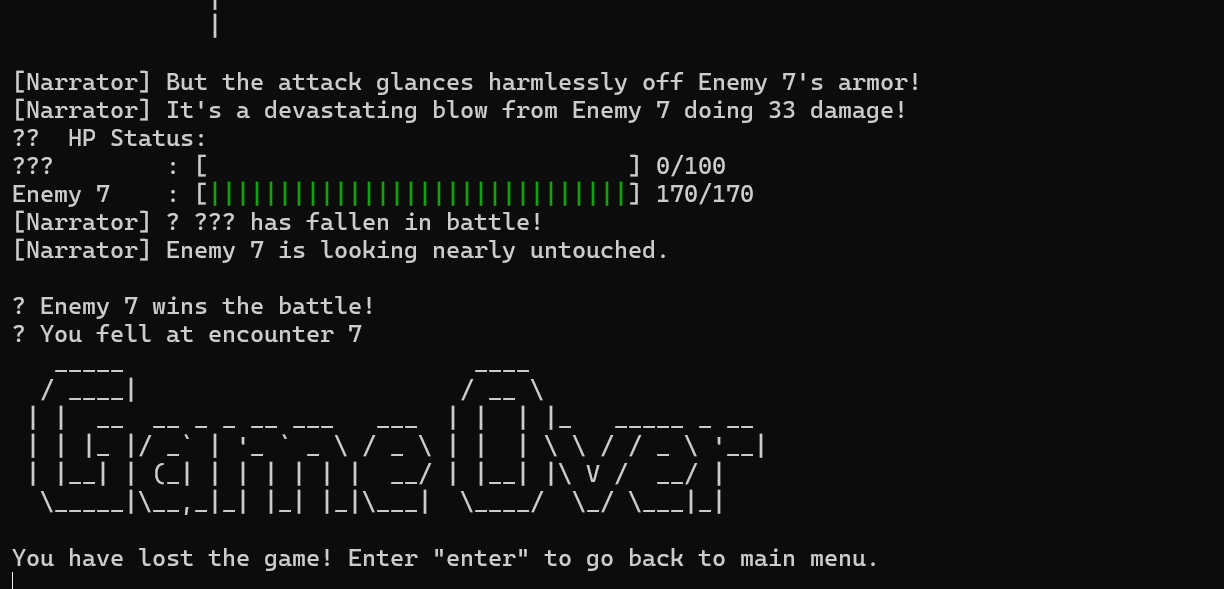 [Narrator] But the attack glances harmlessly off Enemy 7's armor!
[Narrator] It's a devastating blow from Enemy 7 doing 33 damage!
??  HP Status:
???        : [                              ] 0/100
Enemy 7    : [||||||||||||||||||||||||||||||] 170/170
[Narrator] ? ??? has fallen in battle!
[Narrator] Enemy 7 is looking nearly untouched.
? Enemy 7 wins the battle!
? You fell at encounter 7
Game Over
You have lost the game! Enter "enter" to go back to main menu.